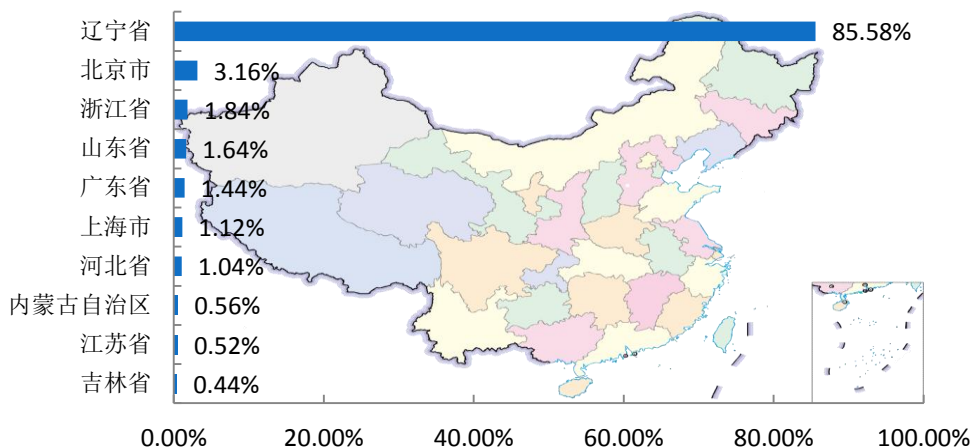 辽宁省 85.58%
北京市 3.16%
浙江省 1.84%
山东省 1.64%
广东省 1.44%
上海市 1.12%
河北省 1.04%
内蒙古自治区 0.56%
江苏省 0.52%
吉林省 0.44%
0.00% 20.00% 40.00% 60.00% 80.00% 100.00%